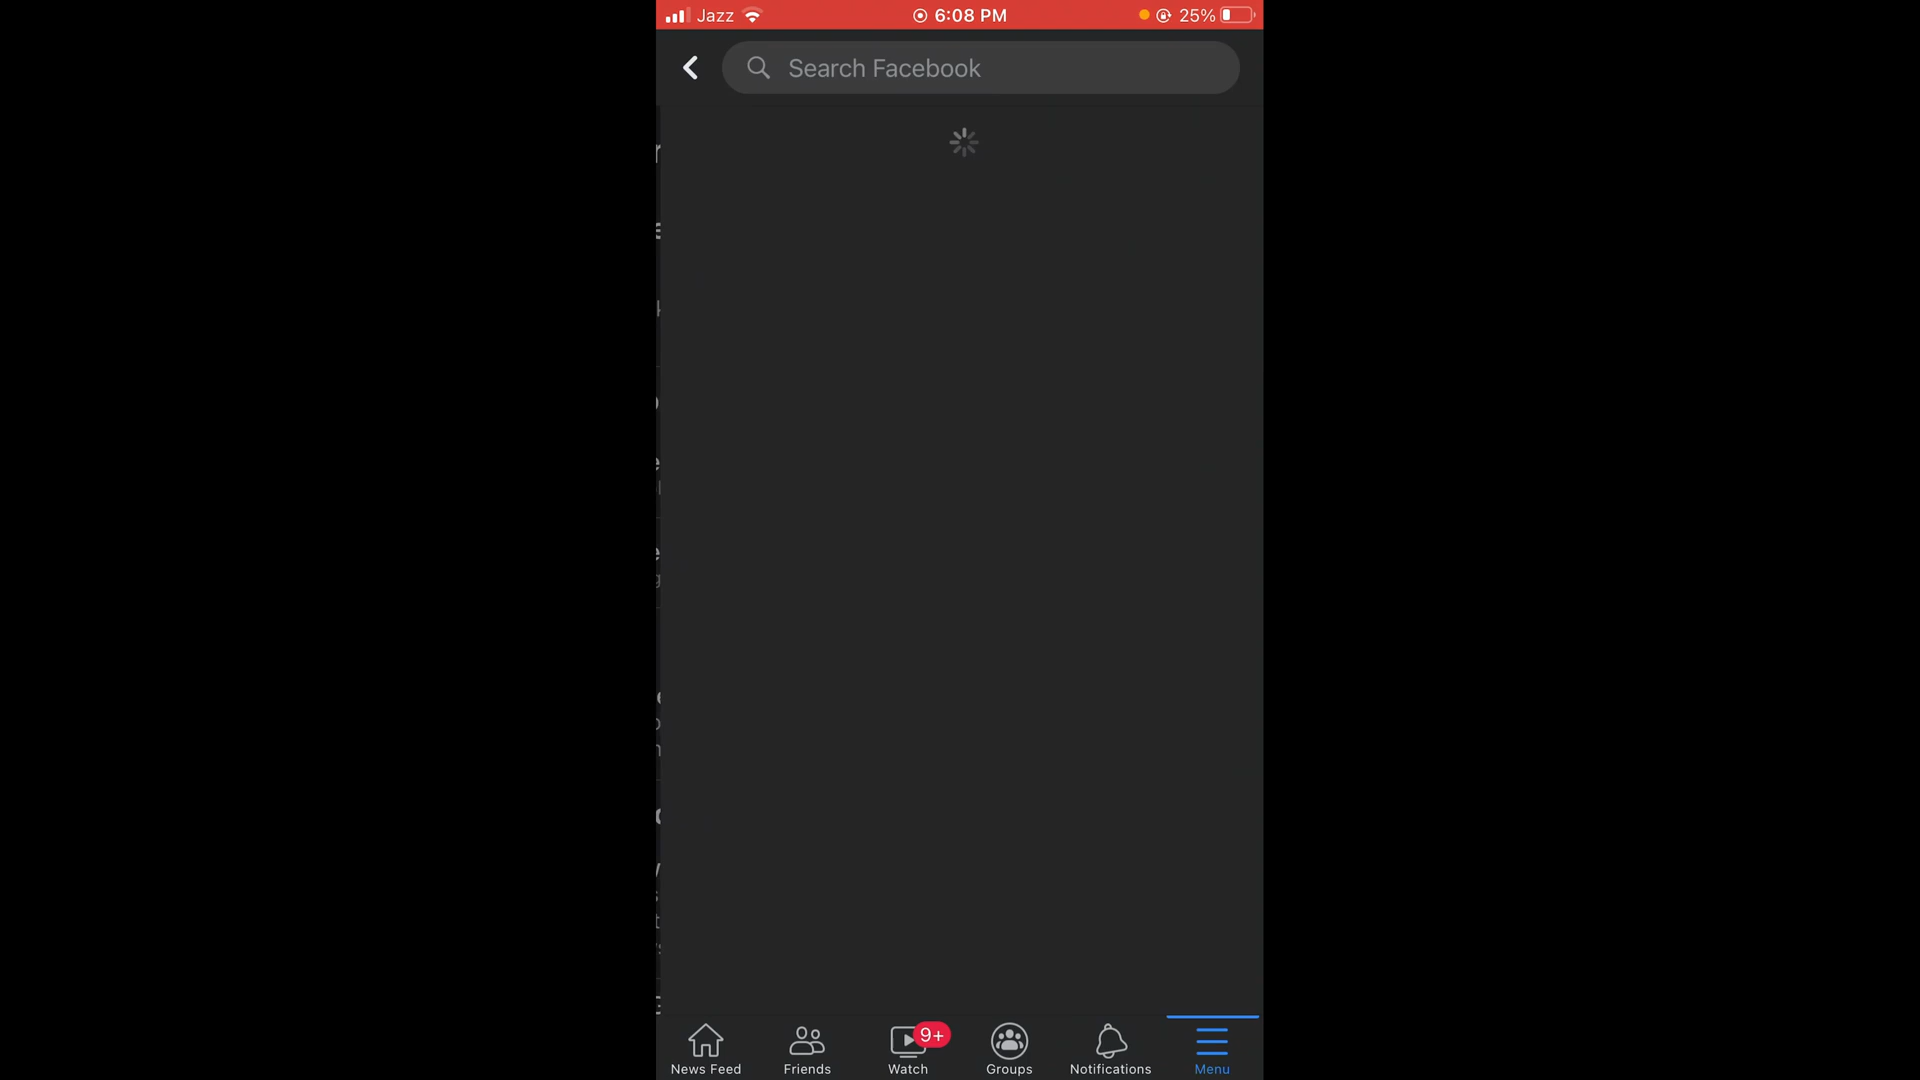 Jazz 6:08 PM 25%
Search Facebook
9+
News Feed Friends Watch Groups Notifications Menu